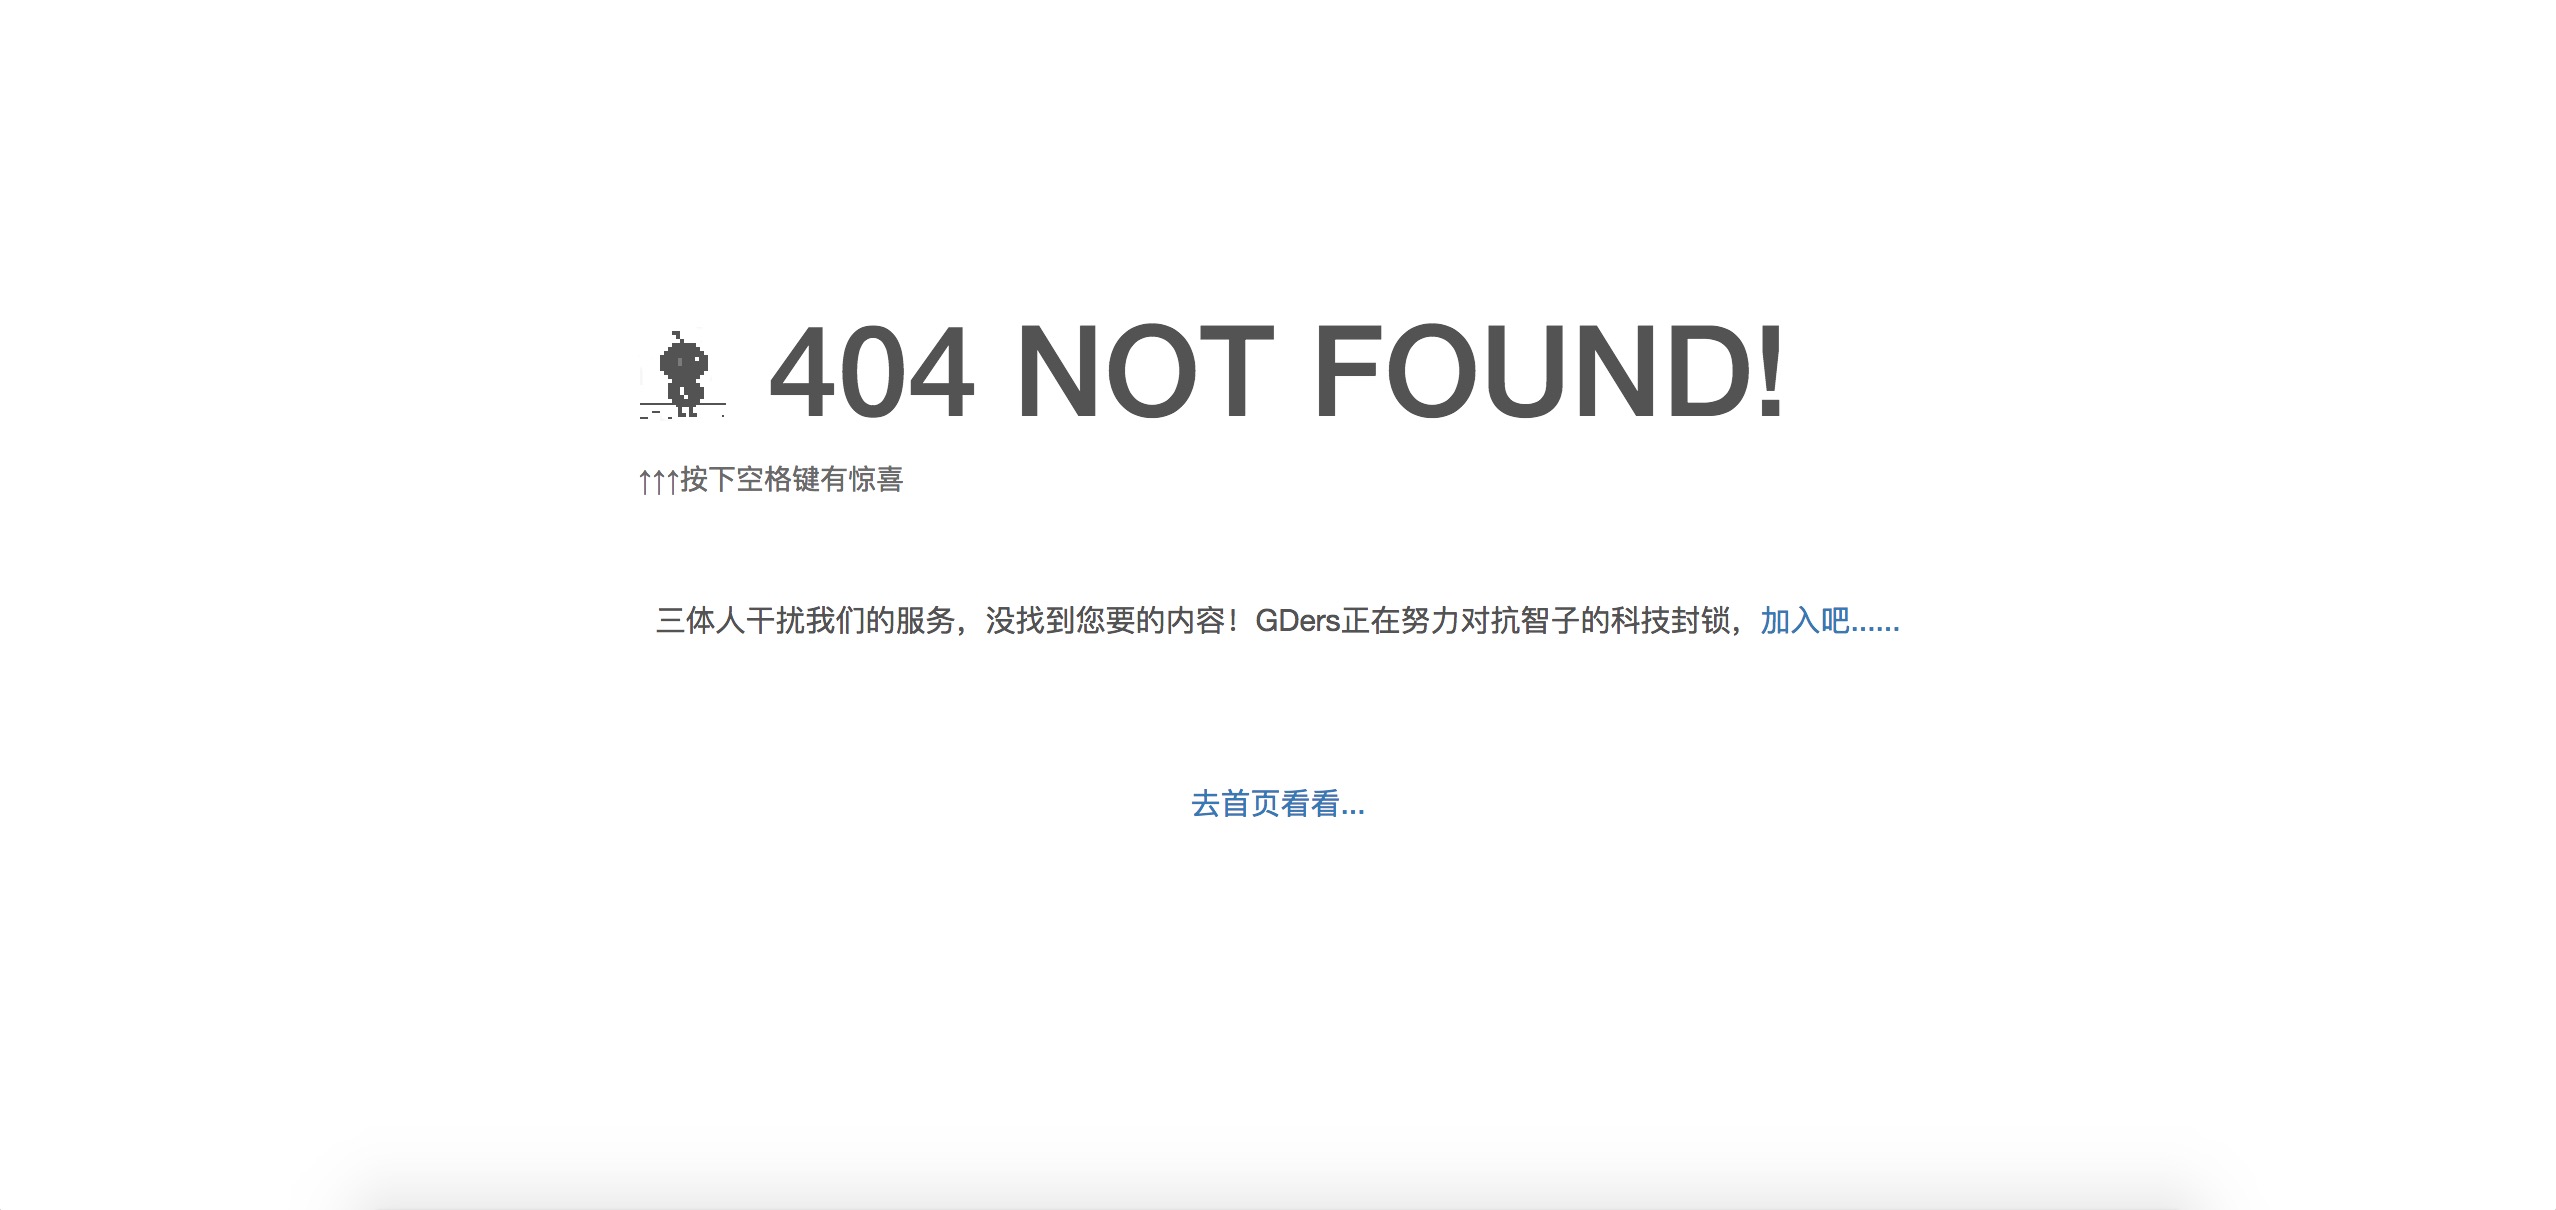 404 NOT FOUND!
↑↑↑按下空格键有惊喜
三体人干扰我们的服务，没找到您要的内容！GDers正在努力对抗智子的科技封锁，加入吧......
去首页看看...